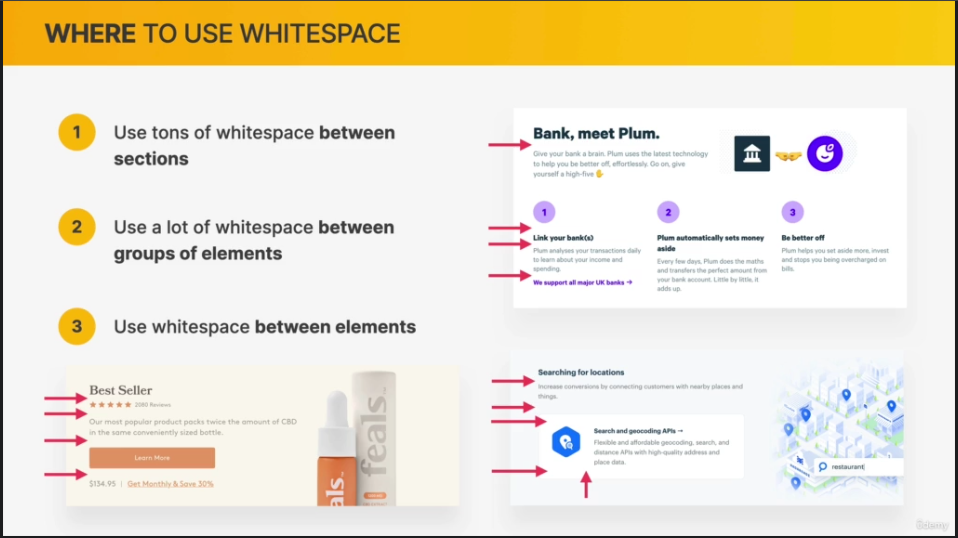 WHERE TO USE WHITESPACE
1
Use tons of whitespace between
sections
2
Use a lot of whitespace between
groups of elements
3
Use whitespace between elements
Bank, meet Plum.
Give your bank a brain. Plum uses the latest technology
to help you be better off, effortlessly. Go on, give
yourself a high-five ✋
1
Link your bank(s)
Plum analyses your transactions daily
to learn about your income and
spending.
We support all major UK banks →
2
Plum automatically sets money
aside
Every few days, Plum does the maths
and transfers the perfect amount from
your bank account. Little by little, it
adds up.
3
Be better off
Plum helps you set aside more, invest
and stops you being overcharged on
bills.
Best Seller
★★★★★ 2080 Reviews
Our most popular product packs twice the amount of CBD
in the same conveniently sized bottle.
Learn More
$134.95 | Get Monthly & Save 30%
feals.
als.
Searching for locations
Increase conversions by connecting customers with nearby places and
things.
Search and geocoding APIs →
Flexible and affordable geocoding, search, and
distance APIs with high-quality address and
place data.
restaurant
Udemy